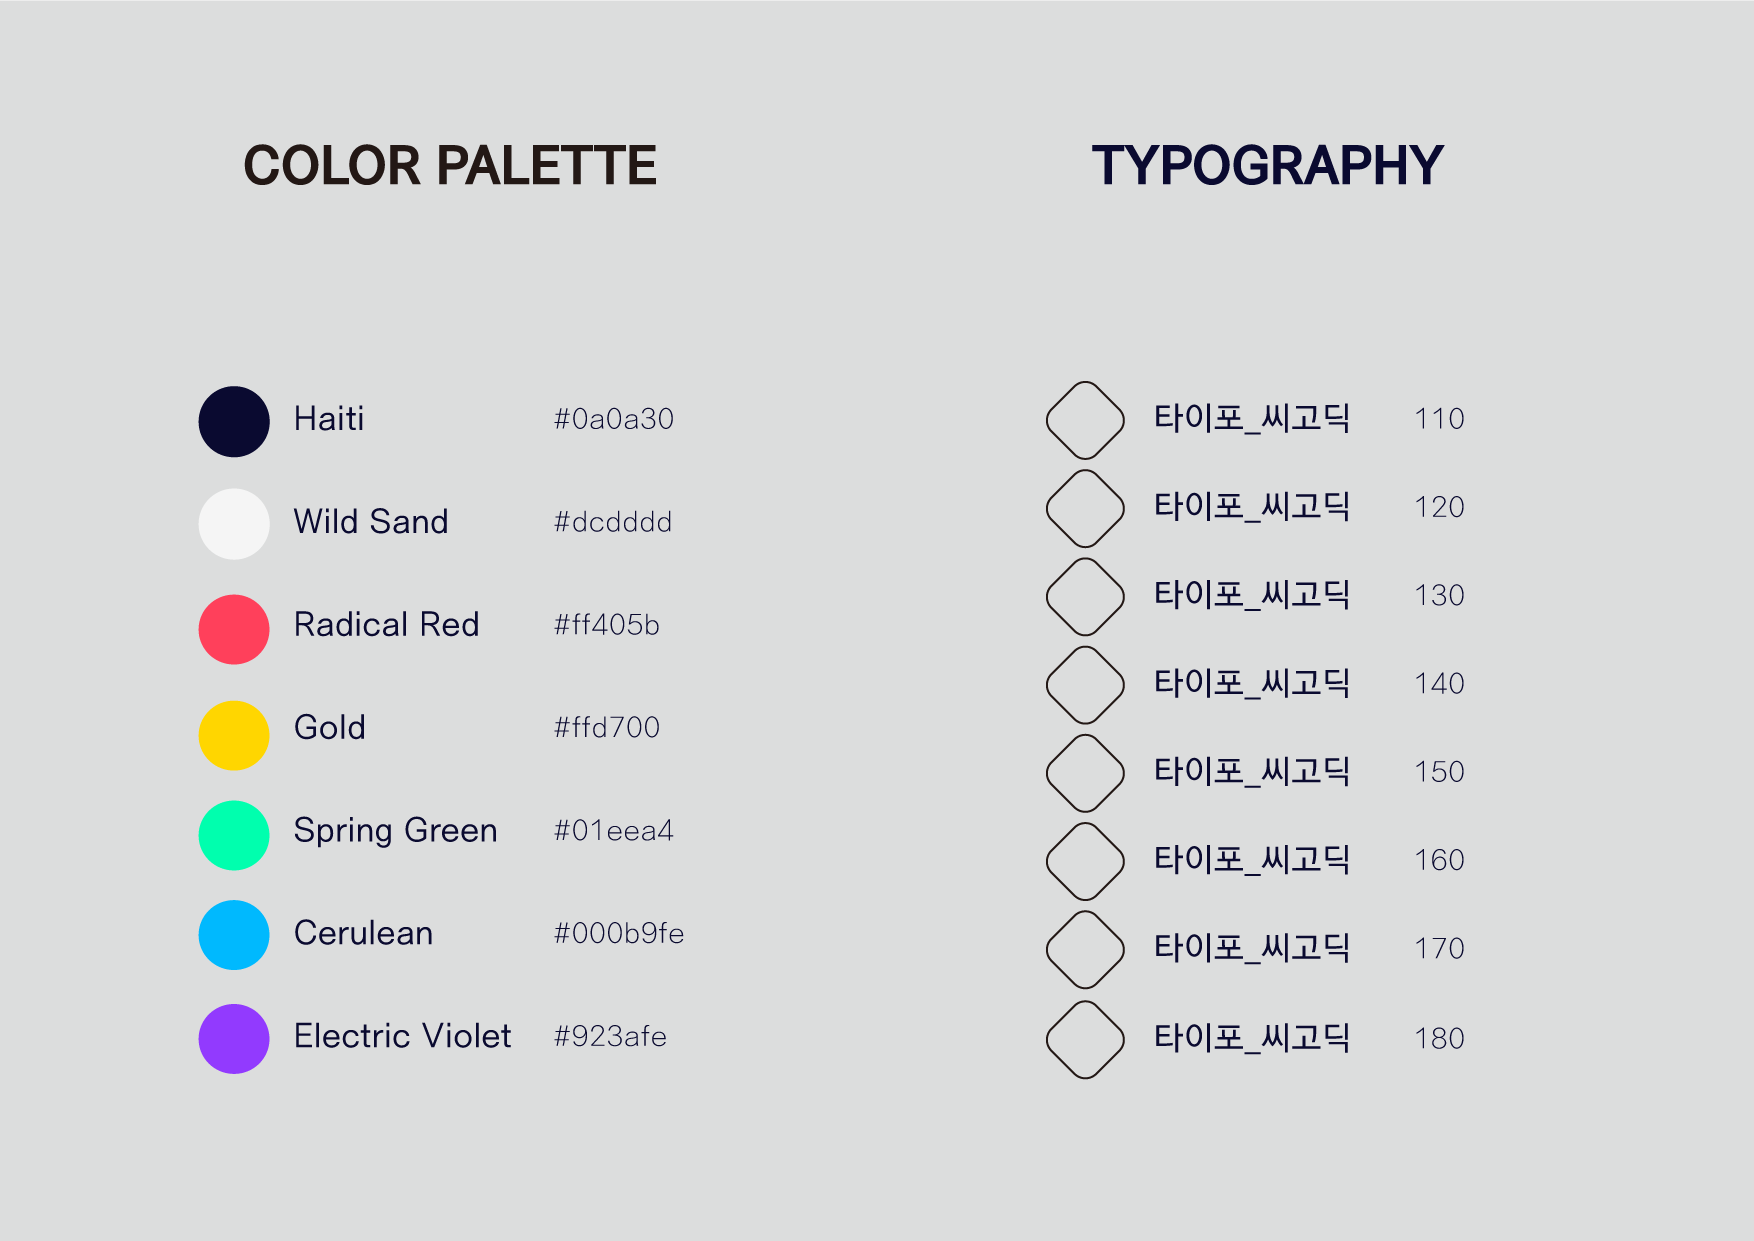 COLOR PALETTE
Haiti #0a0a30
Wild Sand #dcdddd
Radical Red #ff405b
Gold #ffd700
Spring Green #01eea4
Cerulean #000b9fe
Electric Violet #923afe
TYPOGRAPHY
타이포_씨고딕 110
타이포_씨고딕 120
타이포_씨고딕 130
타이포_씨고딕 140
타이포_씨고딕 150
타이포_씨고딕 160
타이포_씨고딕 170
타이포_씨고딕 180